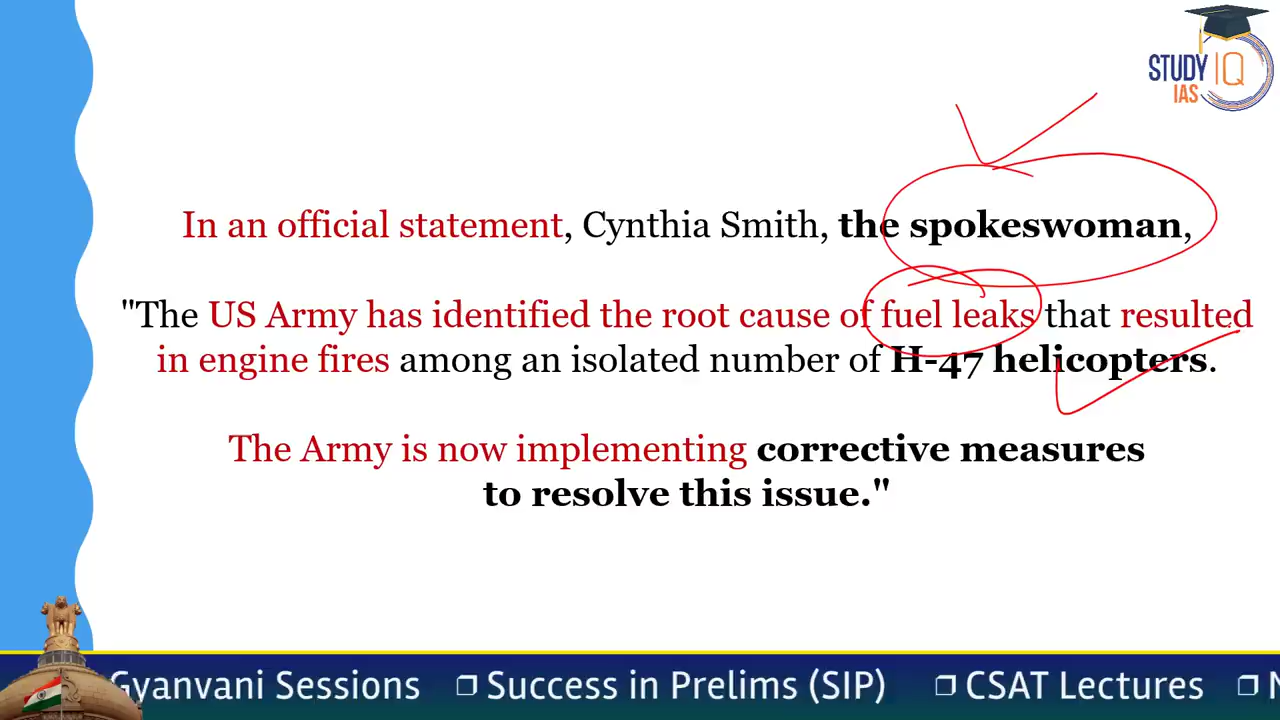 STUDY IQ
IAS
In an official statement, Cynthia Smith, the spokeswoman,
"The US Army has identified the root cause of fuel leaks that resulted
in engine fires among an isolated number of H-47 helicopters.
The Army is now implementing corrective measures
to resolve this issue."
Gyanvani Sessions ❐ Success in Prelims (SIP) ❐ CSAT Lectures ❐ N